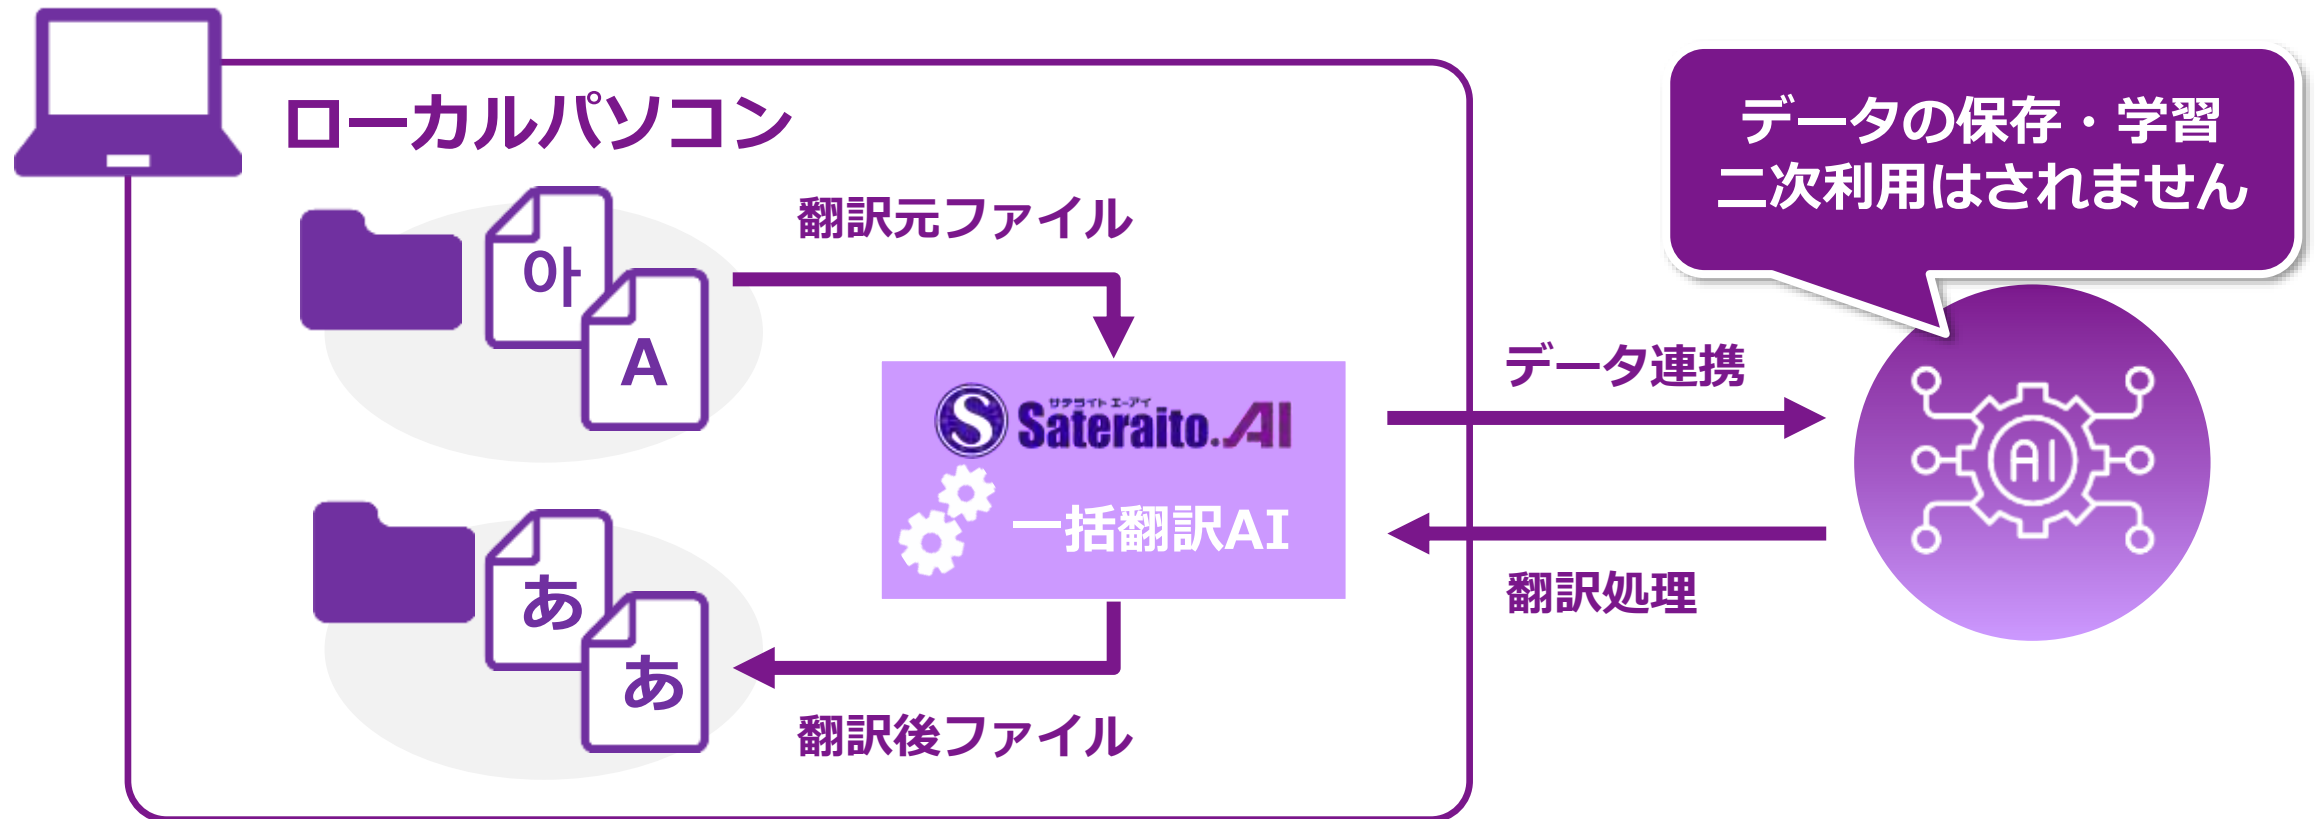 ローカルパソコン
データの保存・学習
二次利用はされません
翻訳元ファイル
아
A
データ連携
サテライト エーアイ
Sateraito.AI
一括翻訳AI
AI
翻訳処理
あ
あ
翻訳後ファイル